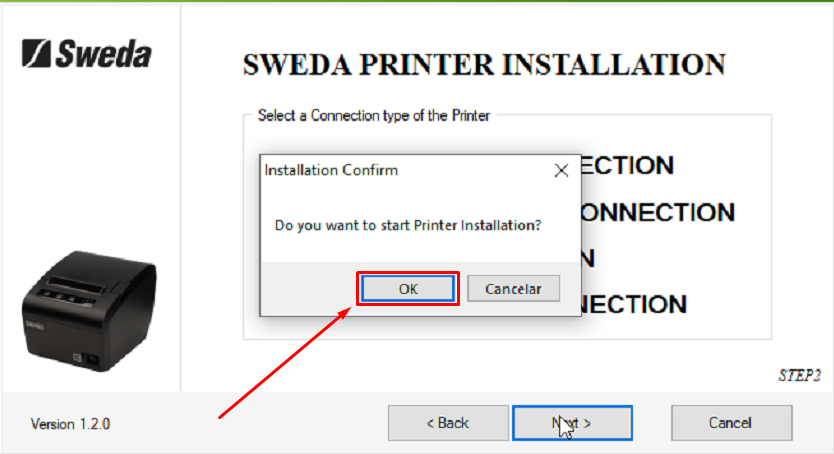 Sweda
SWEDA PRINTER INSTALLATION
Select a Connection type of the Printer
Installation Confirm
ECTION
Do you want to start Printer Installation?
ONNECTION
N
OK
Cancelar
NECTION
STEP2
Version 1.2.0
< Back
Next >
Cancel